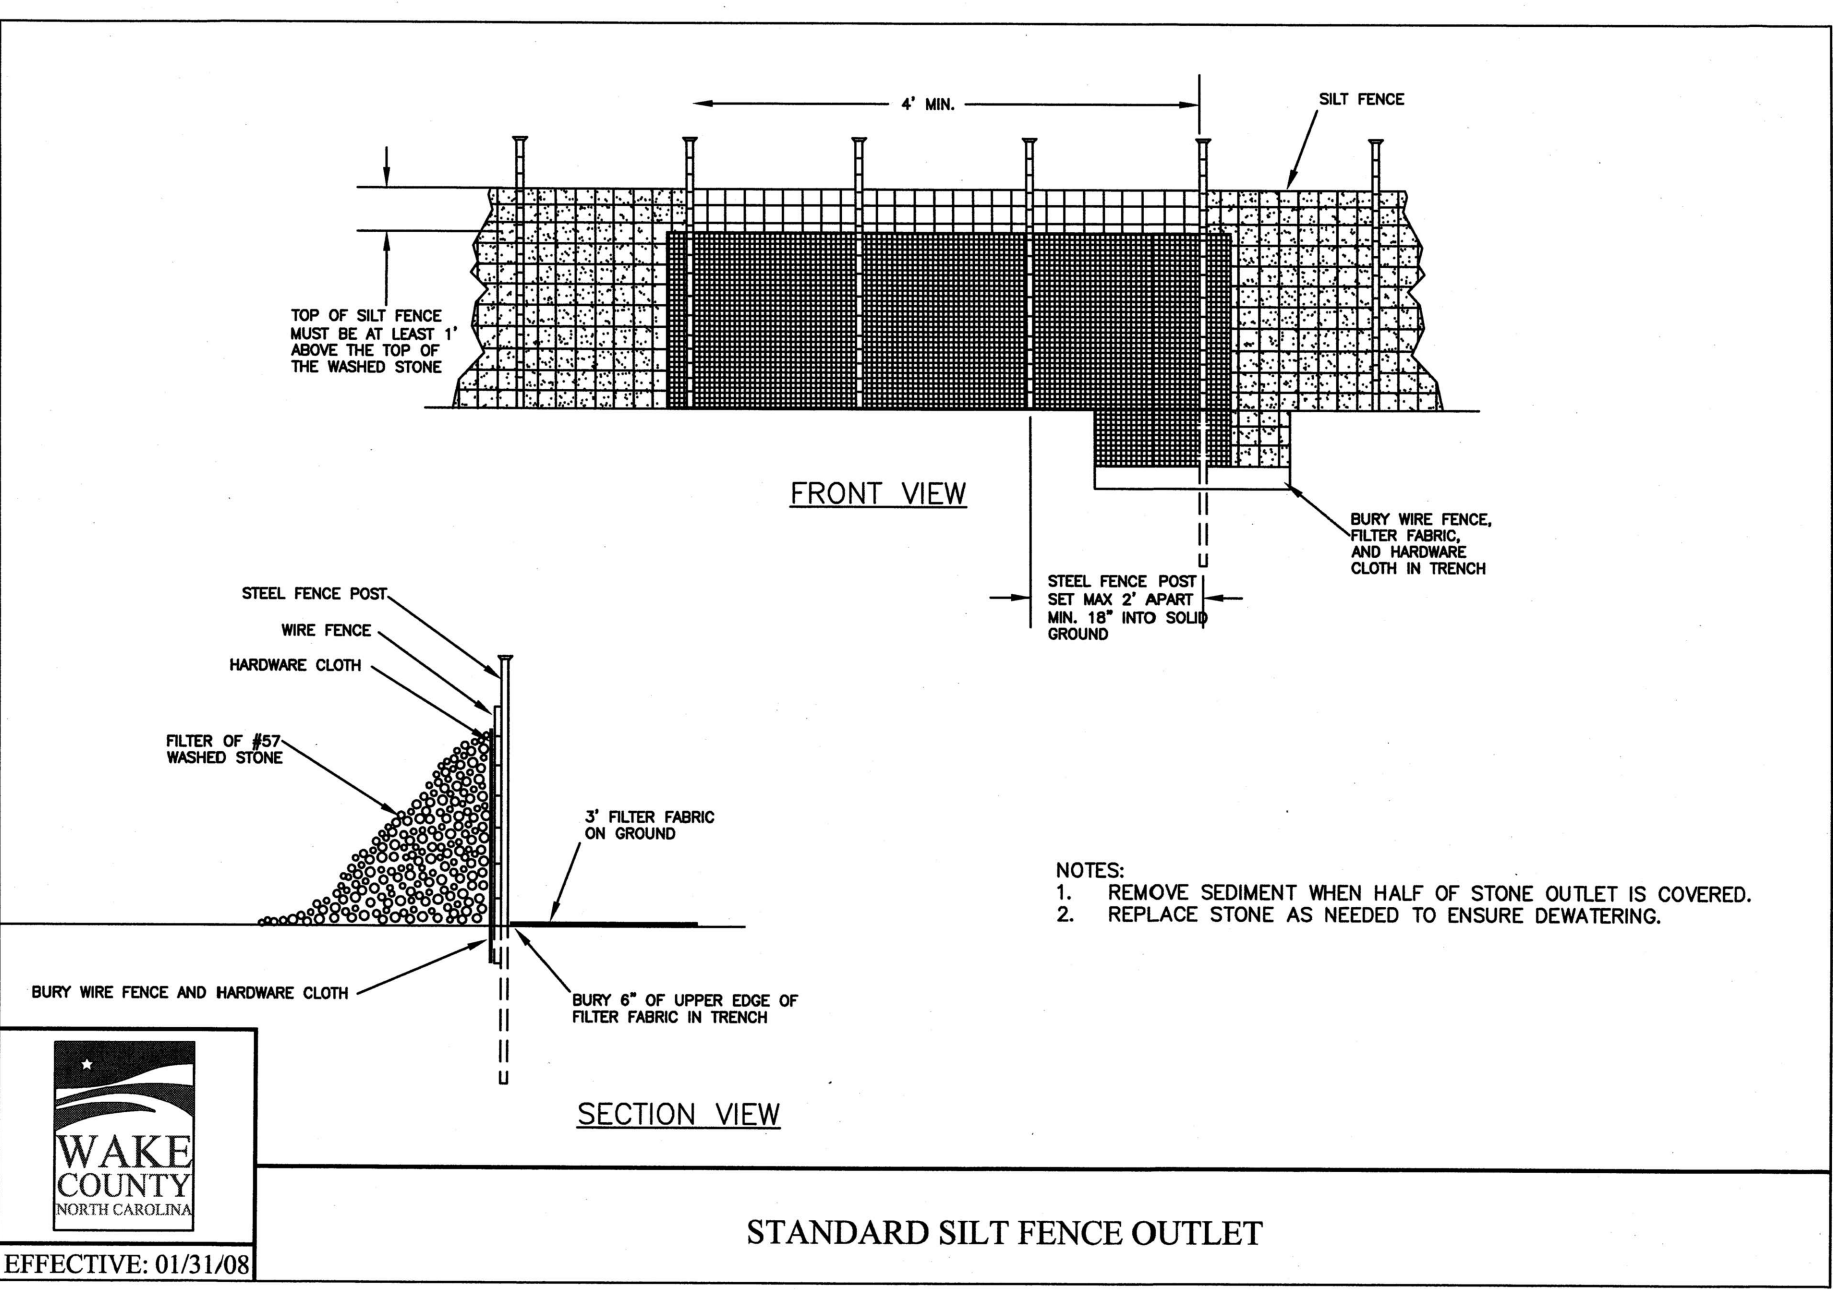 4' MIN.
SILT FENCE
TOP OF SILT FENCE
MUST BE AT LEAST 1'
ABOVE THE TOP OF
THE WASHED STONE
FRONT VIEW
BURY WIRE FENCE,
FILTER FABRIC,
AND HARDWARE
CLOTH IN TRENCH
STEEL FENCE POST
SET MAX 2' APART
MIN. 18" INTO SOLID
GROUND
STEEL FENCE POST
WIRE FENCE
HARDWARE CLOTH
FILTER OF #57
WASHED STONE
3' FILTER FABRIC
ON GROUND
BURY WIRE FENCE AND HARDWARE CLOTH
BURY 6" OF UPPER EDGE OF
FILTER FABRIC IN TRENCH
SECTION VIEW
NOTES:
1. REMOVE SEDIMENT WHEN HALF OF STONE OUTLET IS COVERED.
2. REPLACE STONE AS NEEDED TO ENSURE DEWATERING.
WAKE
COUNTY
NORTH CAROLINA
EFFECTIVE: 01/31/08
STANDARD SILT FENCE OUTLET